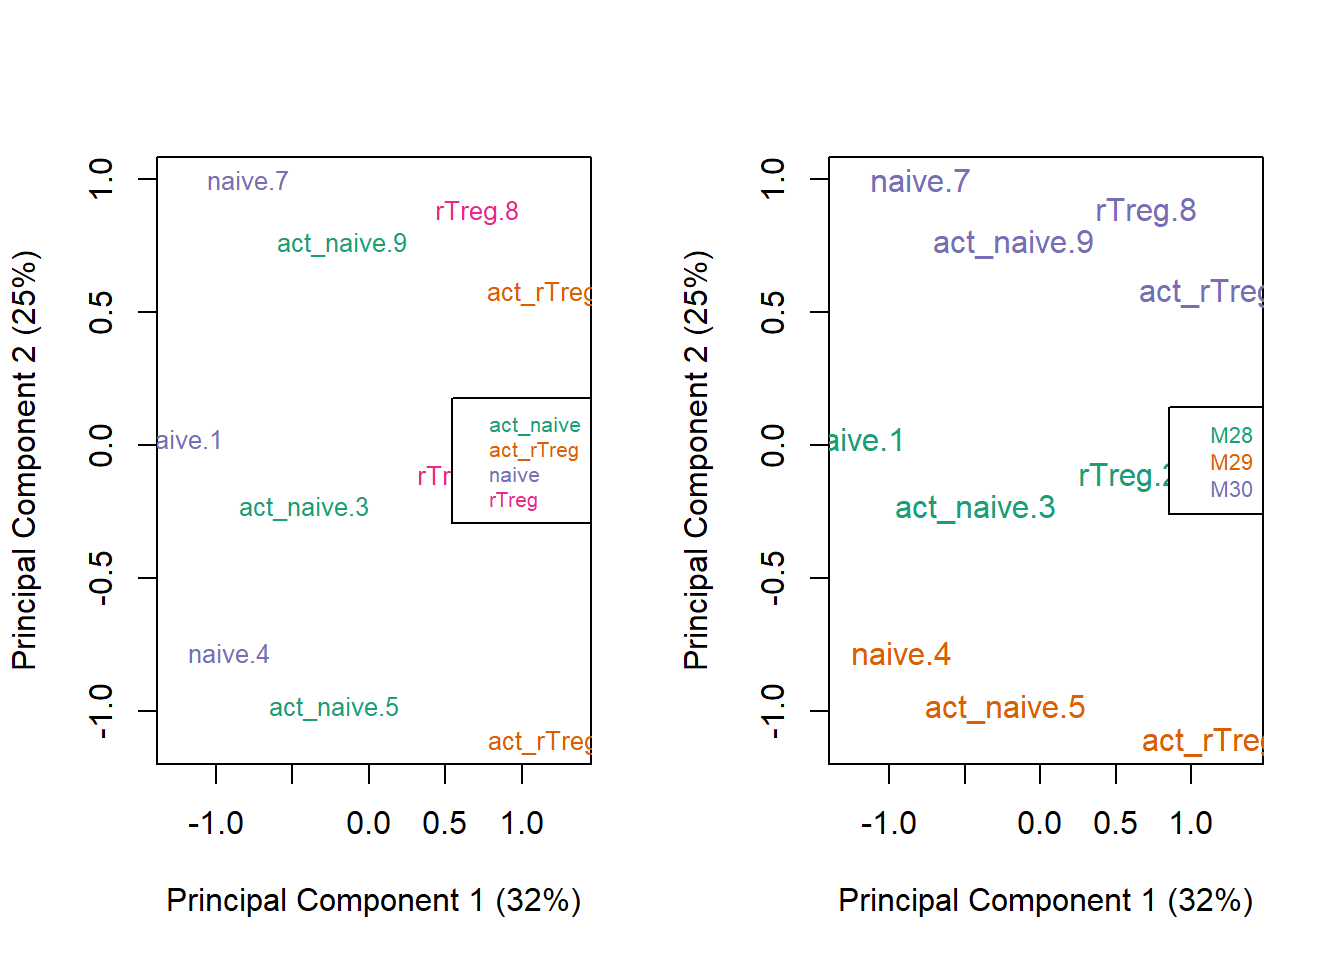 Principal Component 2 (25%)
1.0
0.5
0.0
-0.5
-1.0
naive.7
rTreg.8
act_naive.9
act_rTreg
aive.1
rTr
act_naive.3
naive.4
act_naive.5
act_rTreg
act_naive
act_rTreg
naive
rTreg
-1.0 0.0 0.5 1.0
Principal Component 1 (32%)
Principal Component 2 (25%)
1.0
0.5
0.0
-0.5
-1.0
naive.7
rTreg.8
act_naive.9
act_rTreg
aive.1
rTreg.2
act_naive.3
naive.4
act_naive.5
act_rTreg
M28
M29
M30
-1.0 0.0 0.5 1.0
Principal Component 1 (32%)